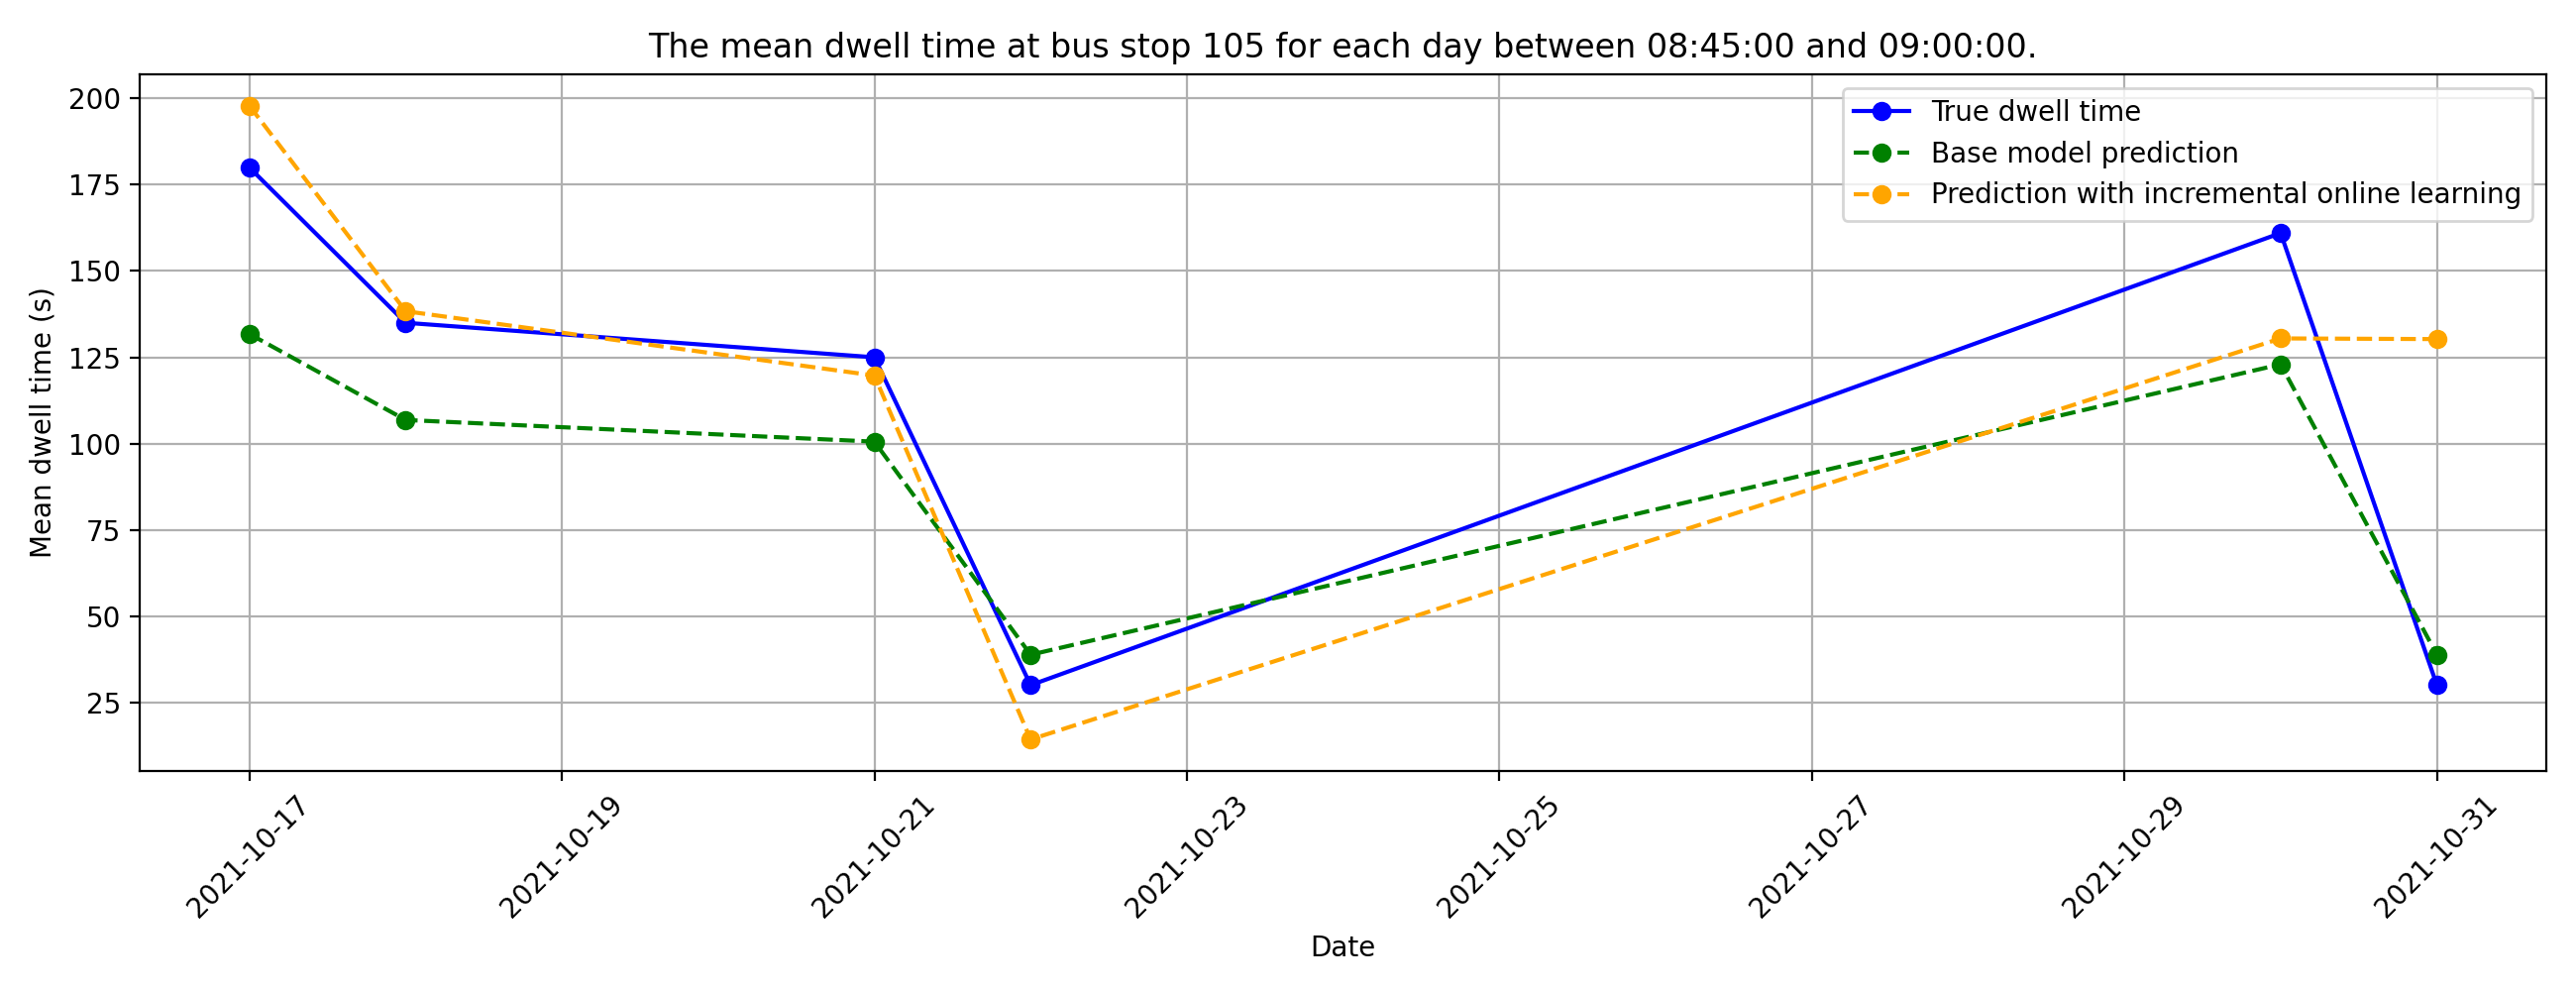 The mean dwell time at bus stop 105 for each day between 08:45:00 and 09:00:00.
True dwell time
Base model prediction
Prediction with incremental online learning
Mean dwell time (s)
200
175
150
125
100
75
50
25
2021-10-17
2021-10-19
2021-10-21
2021-10-23
2021-10-25
2021-10-27
2021-10-29
2021-10-31
Date